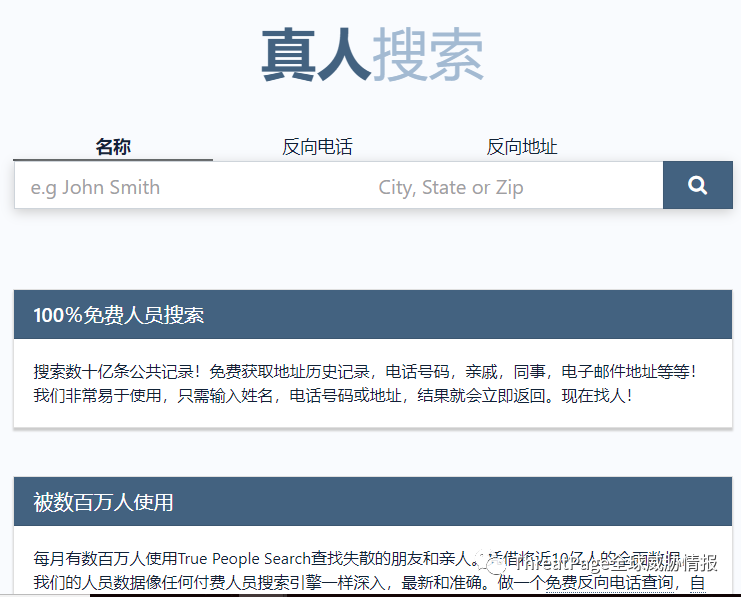 真人搜索
名称 反向电话 反向地址
e.g John Smith City, State or Zip
100%免费人员搜索
搜索数十亿条公共记录！免费获取地址历史记录，电话号码，亲戚，同事，电子邮件地址等等！
我们非常易于使用，只需输入姓名，电话号码或地址，结果就会立即返回。现在找人！
被数百万人使用
每月有数百万人使用True People Search查找失散的朋友和亲人。凭借将近10亿人的全面数据，
ThreatPage全球威胁情报
我们的人员数据像任何付费人员搜索引擎一样深入，最新和准确。做一个免费反向电话查询，自